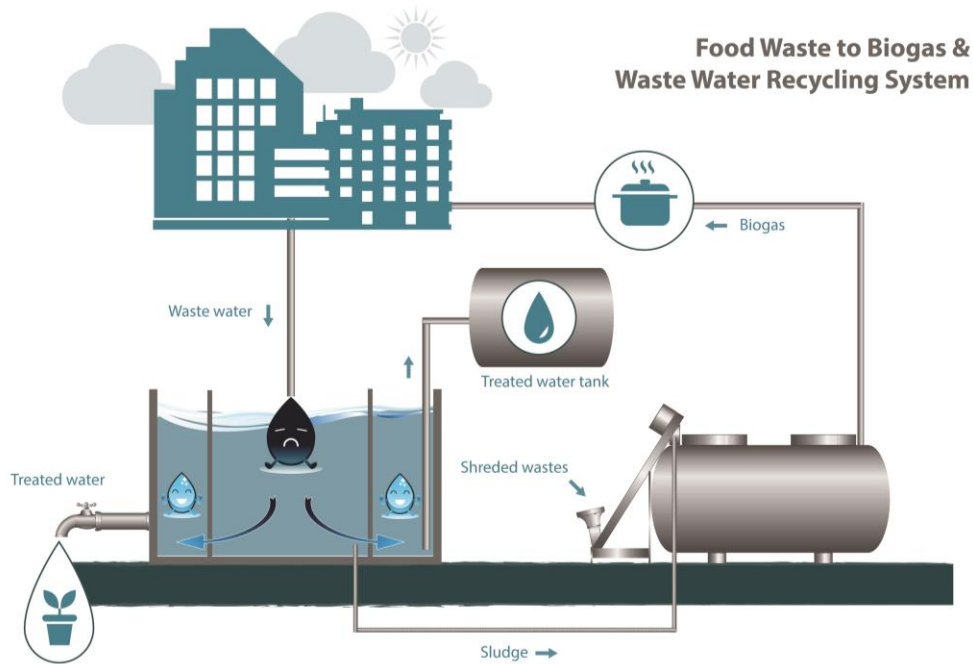 Food Waste to Biogas &
Waste Water Recycling System
Biogas
Waste water
Treated water tank
Shreded wastes
Treated water
Sludge